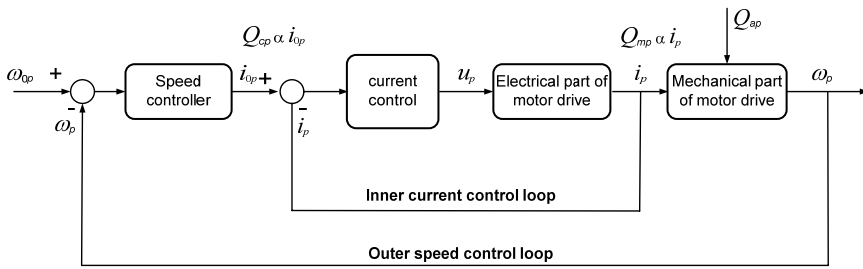 Q_cp ∝ i_0p
Q_mp ∝ i_p
Q_ap
ω_0p
+
-
ω_p
Speed
controller
i_0p
+
-
i_p
current
control
u_p
Electrical part of
motor drive
i_p
Mechanical part
of motor drive
ω_p
Inner current control loop
Outer speed control loop